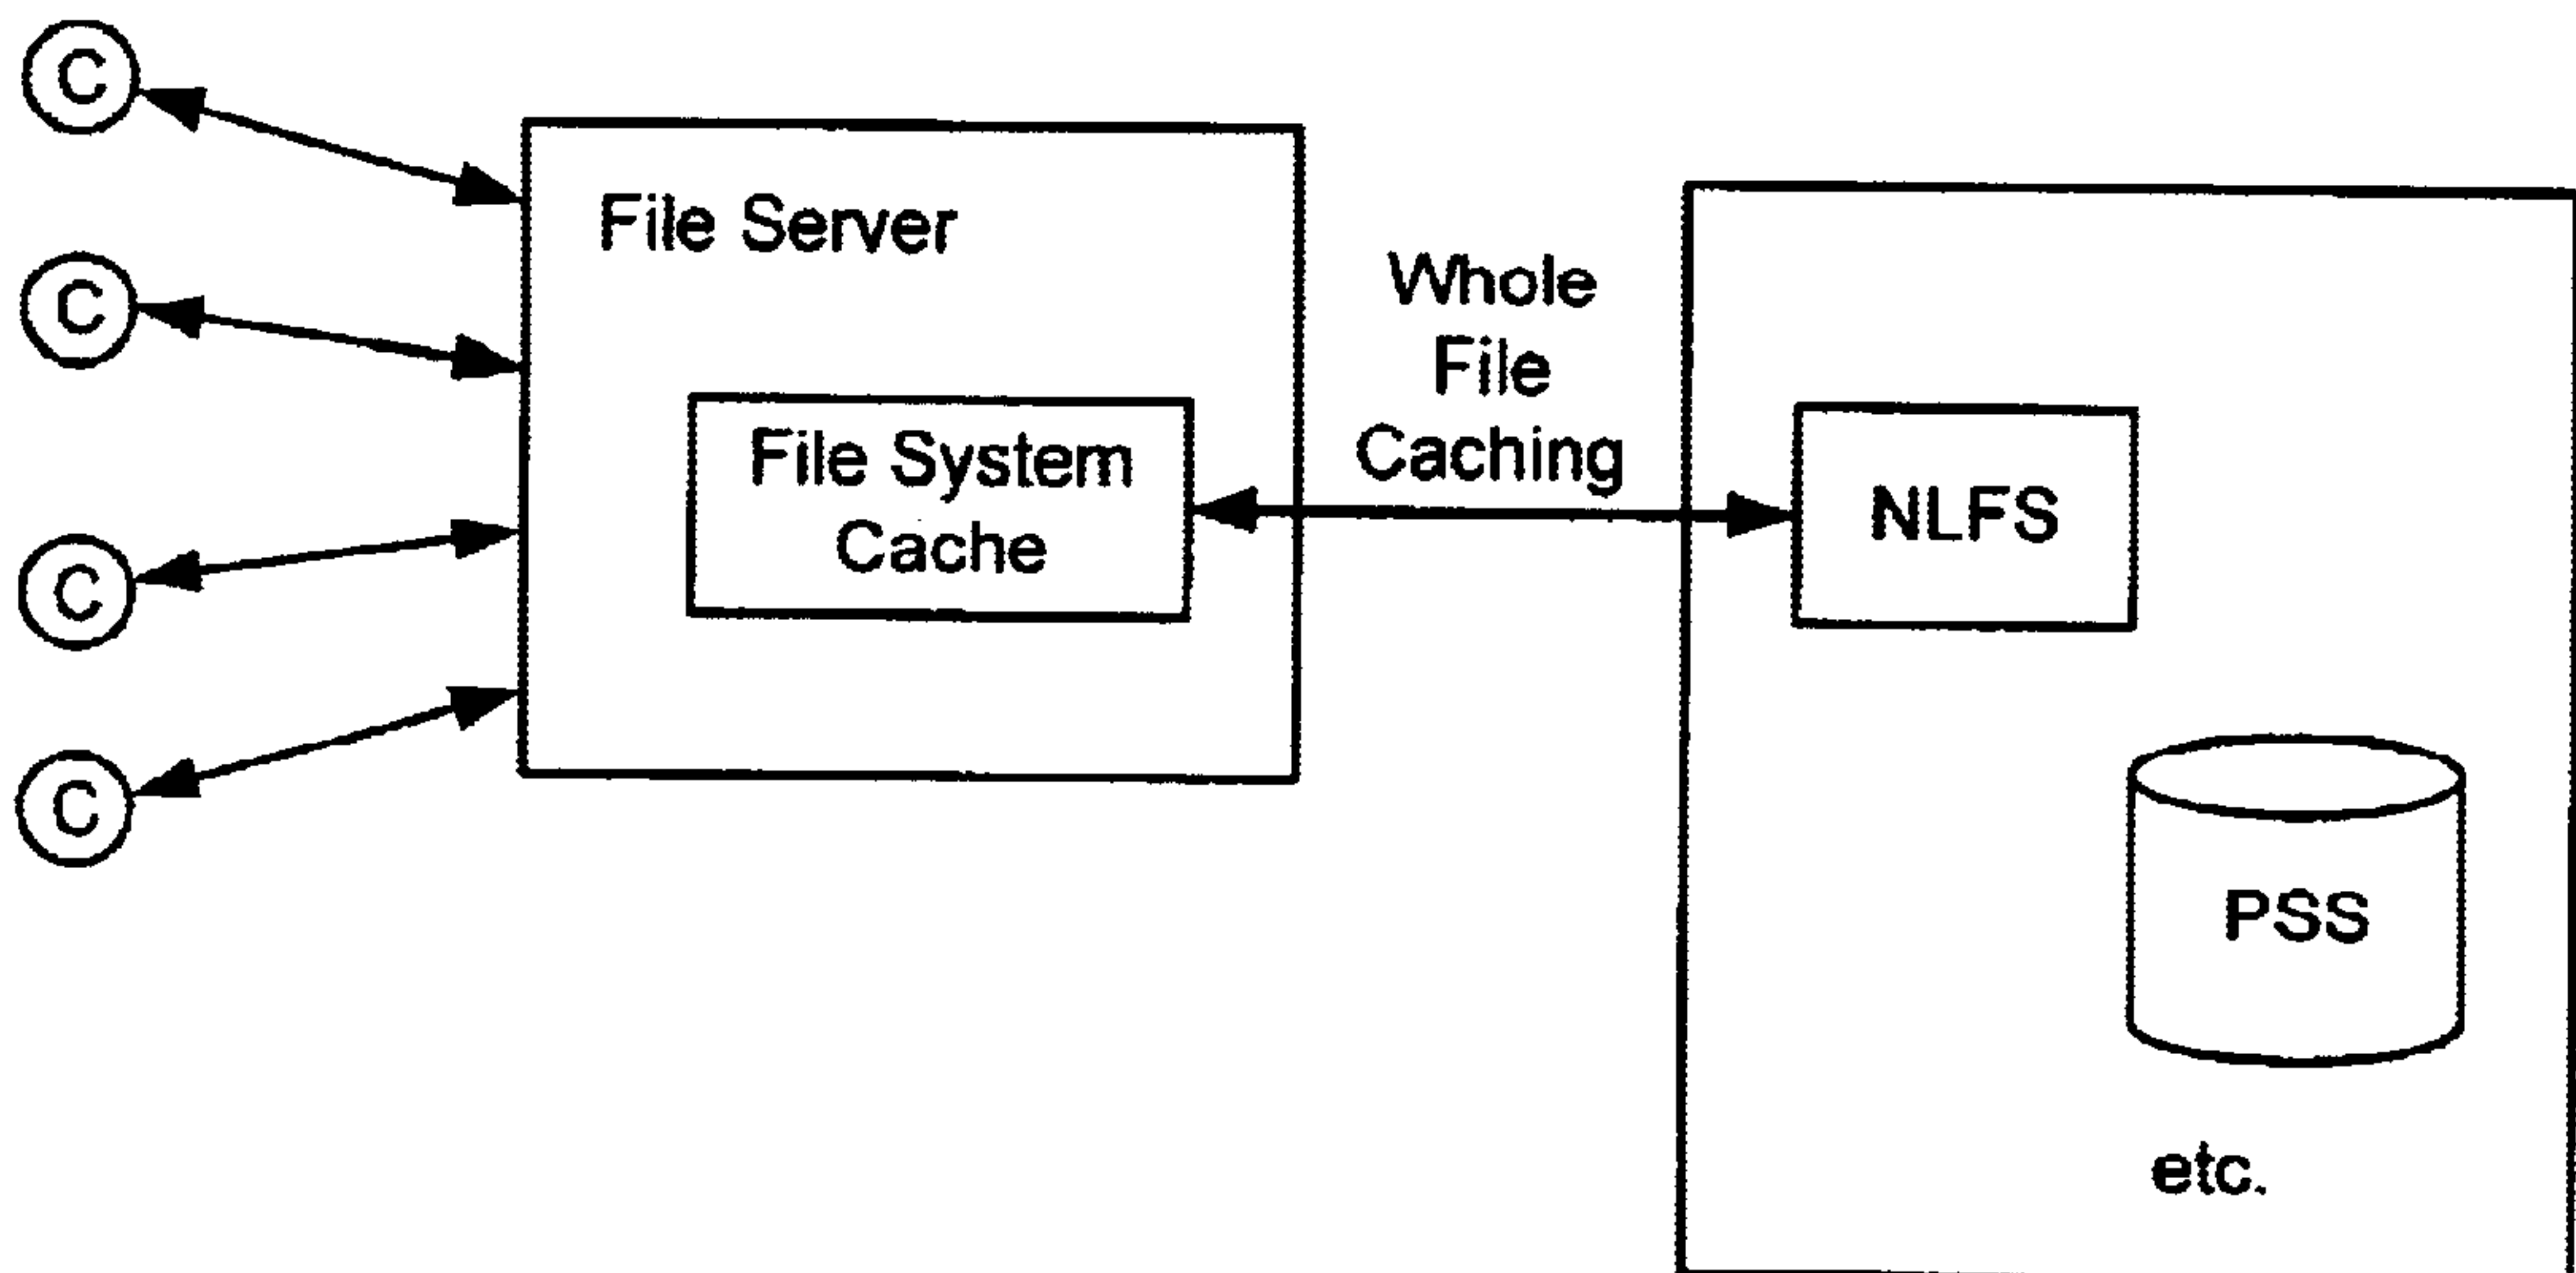 C
C
C
C
File Server
File System
Cache
Whole
File
Caching
NLFS
PSS
etc.